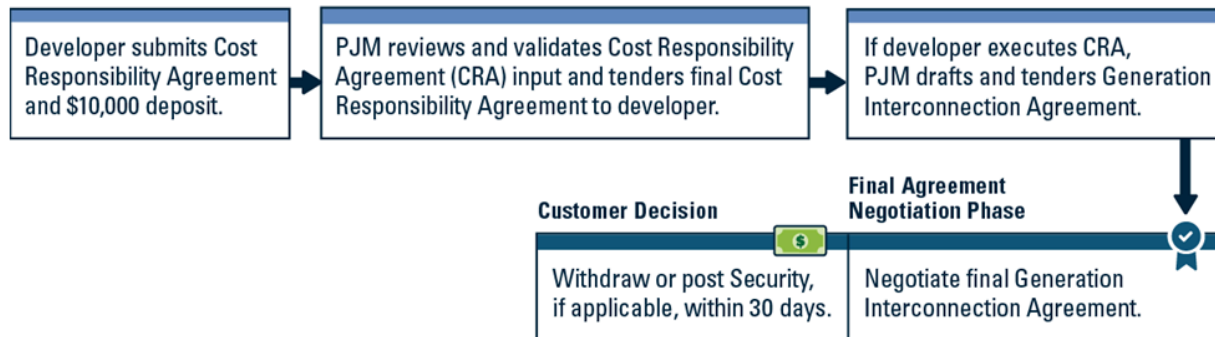 Developer submits Cost
Responsibility Agreement
and $10,000 deposit.
PJM reviews and validates Cost Responsibility
Agreement (CRA) input and tenders final Cost
Responsibility Agreement to developer.
If developer executes CRA,
PJM drafts and tenders Generation
Interconnection Agreement.
Customer Decision
$
Withdraw or post Security,
if applicable, within 30 days.
Final Agreement
Negotiation Phase
Negotiate final Generation
Interconnection Agreement.